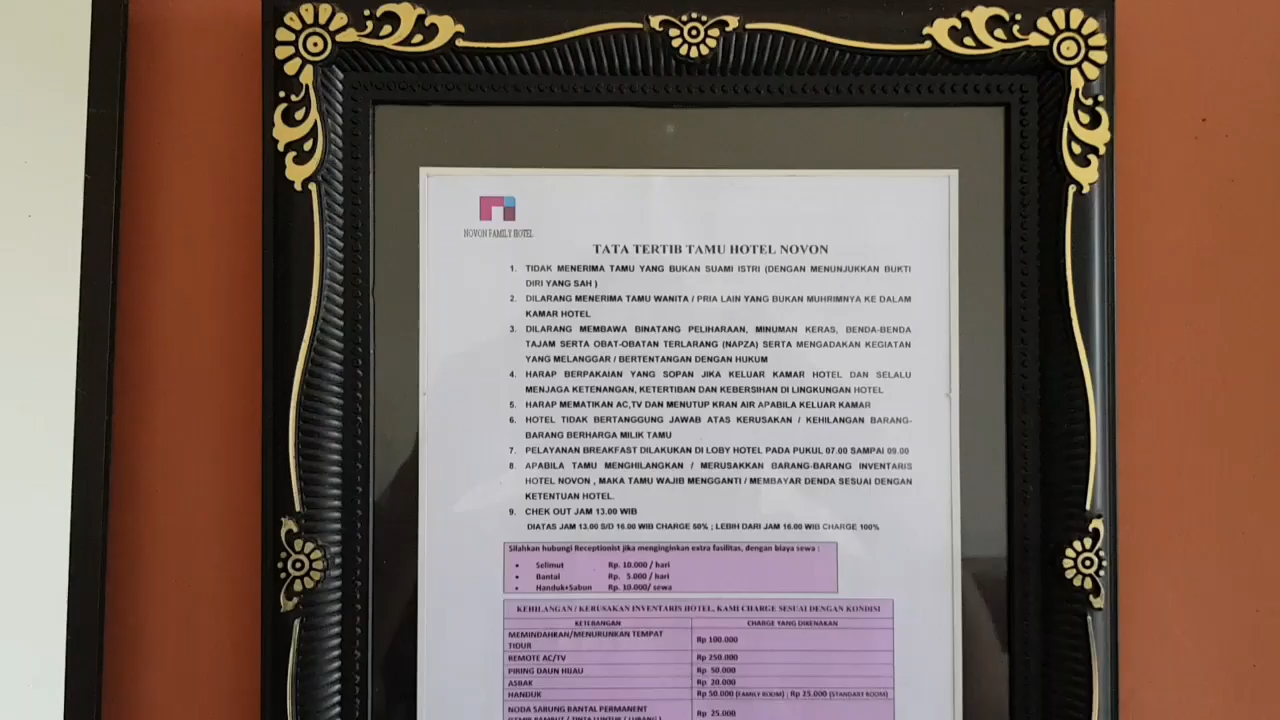 NOVON FAMILY HOTEL
TATA TERTIB TAMU HOTEL NOVON
1. TIDAK MENERIMA TAMU YANG BUKAN SUAMI ISTRI (DENGAN MENUNJUKKAN BUKTI
DIRI YANG SAH )
2. DILARANG MENERIMA TAMU WANITA / PRIA LAIN YANG BUKAN MUHRIMNYA KE DALAM
KAMAR HOTEL
3. DILARANG MEMBAWA BINATANG PELIHARAAN, MINUMAN KERAS, BENDA-BENDA
TAJAM SERTA OBAT-OBATAN TERLARANG (NAPZA) SERTA MENGADAKAN KEGIATAN
YANG MELANGGAR / BERTENTANGAN DENGAN HUKUM
4. HARAP BERPAKAIAN YANG SOPAN JIKA KELUAR KAMAR HOTEL DAN SELALU
MENJAGA KETENANGAN, KETERTIBAN DAN KEBERSIHAN DI LINGKUNGAN HOTEL
5. HARAP MEMATIKAN AC,TV DAN MENUTUP KRAN AIR APABILA KELUAR KAMAR
6. HOTEL TIDAK BERTANGGUNG JAWAB ATAS KERUSAKAN / KEHILANGAN BARANG-
BARANG BERHARGA MILIK TAMU
7. PELAYANAN BREAKFAST DILAKUKAN DI LOBY HOTEL PADA PUKUL 07.00 SAMPAI 09.00
8. APABILA TAMU MENGHILANGKAN / MERUSAKKAN BARANG-BARANG INVENTARIS
HOTEL NOVON , MAKA TAMU WAJIB MENGGANTI / MEMBAYAR DENDA SESUAI DENGAN
KETENTUAN HOTEL.
9. CHEK OUT JAM 13.00 WIB
DIATAS JAM 13.00 S/D 16.00 WIB CHARGE 50% ; LEBIH DARI JAM 16.00 WIB CHARGE 100%
Silahkan hubungi Receptionist jika menginginkan extra fasilitas, dengan biaya sewa :
• Selimut Rp. 10.000 / hari
• Bantal Rp. 5.000 / hari
• Handuk+Sabun Rp. 10.000/ sewa
KEHILANGAN / KERUSAKAN INVENTARIS HOTEL, KAMI CHARGE SESUAI DENGAN KONDISI
KETERANGAN CHARGE YANG DIKENAKAN
MEMINDAHKAN/MENURUNKAN TEMPAT
TIDUR Rp 100.000
REMOTE AC/TV Rp 250.000
PIRING DAUN HIJAU Rp 50.000
ASBAK Rp 20.000
HANDUK Rp 50.000 (FAMILY ROOM) ; Rp 25.000 (STANDART ROOM)
NODA SARUNG BANTAL PERMANENT
Rp 25.000